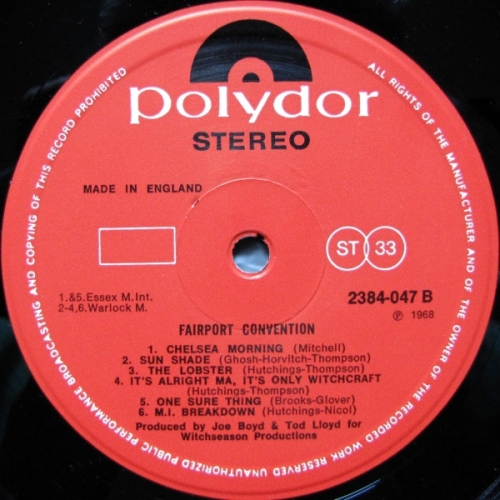 polydor
STEREO
MADE IN ENGLAND
ST 33
1.&5. Essex M. Int.
2-4,6. Warlock M.
2384-047 B
℗ 1968
FAIRPORT CONVENTION
1. CHELSEA MORNING (Mitchell)
2. SUN SHADE (Ghosh-Horvitch-Thompson)
3. THE LOBSTER (Hutchings-Thompson)
4. IT'S ALRIGHT MA, IT'S ONLY WITCHCRAFT
(Hutchings-Thompson)
5. ONE SURE THING (Brooks-Glover)
6. M.I. BREAKDOWN (Hutchings-Nicol)
Produced by Joe Boyd & Tod Lloyd for
Witchseason Productions
ALL RIGHTS OF THE MANUFACTURER AND OF THE OWNER OF THE RECORDED WORK RESERVED UNAUTHORIZED PUBLIC PERFORMANCE BROADCASTING AND COPYING OF THIS RECORD PROHIBITED